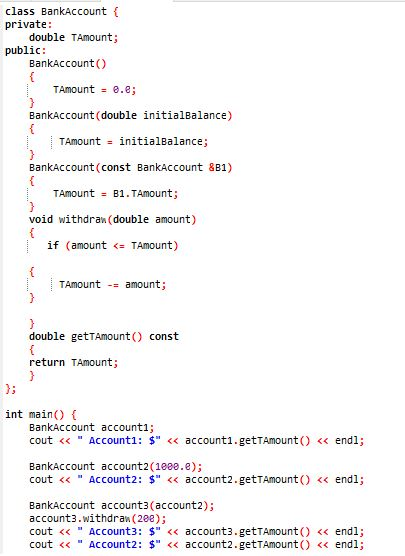 class BankAccount {
private:
    double TAmount;
public:
    BankAccount()
    {
        TAmount = 0.0;
    }
    BankAccount(double initialBalance)
    {
        TAmount = initialBalance;
    }
    BankAccount(const BankAccount &B1)
    {
        TAmount = B1.TAmount;
    }
    void withdraw(double amount)
    {
       if (amount <= TAmount)
    {
        TAmount -= amount;
    }
    }
    double getTAmount() const
    {
    return TAmount;
    }
};
int main() {
    BankAccount account1;
    cout << " Account1: $" << account1.getTAmount() << endl;
    BankAccount account2(1000.0);
    cout << " Account2: $" << account2.getTAmount() << endl;
    BankAccount account3(account2);
    account3.withdraw(200);
    cout << " Account3: $" << account3.getTAmount() << endl;
    cout << " Account2: $" << account2.getTAmount() << endl;